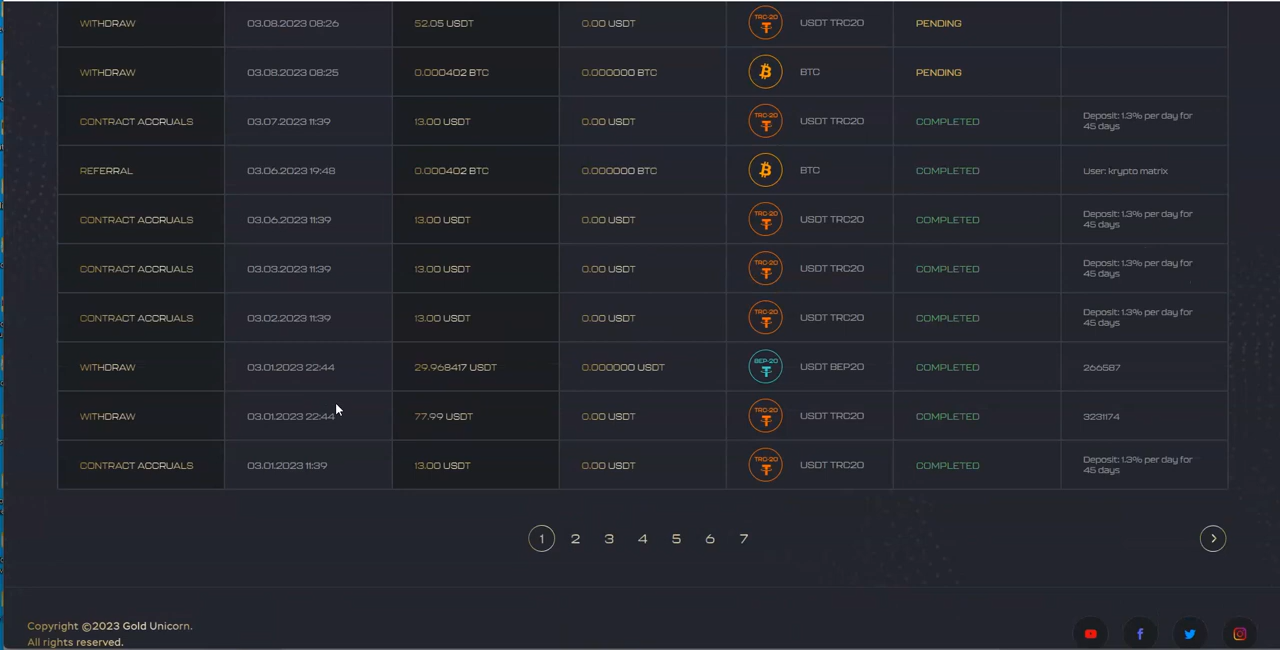 WITHDRAW 03.08.2023 08:26 52.05 USDT 0.00 USDT TRC-20 USDT TRC20 PENDING
WITHDRAW 03.08.2023 08:25 0.000402 BTC 0.000000 BTC BTC PENDING
CONTRACT ACCRUALS 03.07.2023 11:39 13.00 USDT 0.00 USDT TRC-20 USDT TRC20 COMPLETED Deposit: 1.3% per day for
45 days
REFERRAL 03.06.2023 19:48 0.000402 BTC 0.000000 BTC BTC COMPLETED User: krypto matrix
CONTRACT ACCRUALS 03.06.2023 11:39 13.00 USDT 0.00 USDT TRC-20 USDT TRC20 COMPLETED Deposit: 1.3% per day for
45 days
CONTRACT ACCRUALS 03.03.2023 11:39 13.00 USDT 0.00 USDT TRC-20 USDT TRC20 COMPLETED Deposit: 1.3% per day for
45 days
CONTRACT ACCRUALS 03.02.2023 11:39 13.00 USDT 0.00 USDT TRC-20 USDT TRC20 COMPLETED Deposit: 1.3% per day for
45 days
WITHDRAW 03.01.2023 22:44 29.968417 USDT 0.000000 USDT BEP-20 USDT BEP20 COMPLETED 266587
WITHDRAW 03.01.2023 22:44 77.99 USDT 0.00 USDT TRC-20 USDT TRC20 COMPLETED 3231174
CONTRACT ACCRUALS 03.01.2023 11:39 13.00 USDT 0.00 USDT TRC-20 USDT TRC20 COMPLETED Deposit: 1.3% per day for
45 days
1 2 3 4 5 6 7
Copyright ©2023 Gold Unicorn.
All rights reserved.